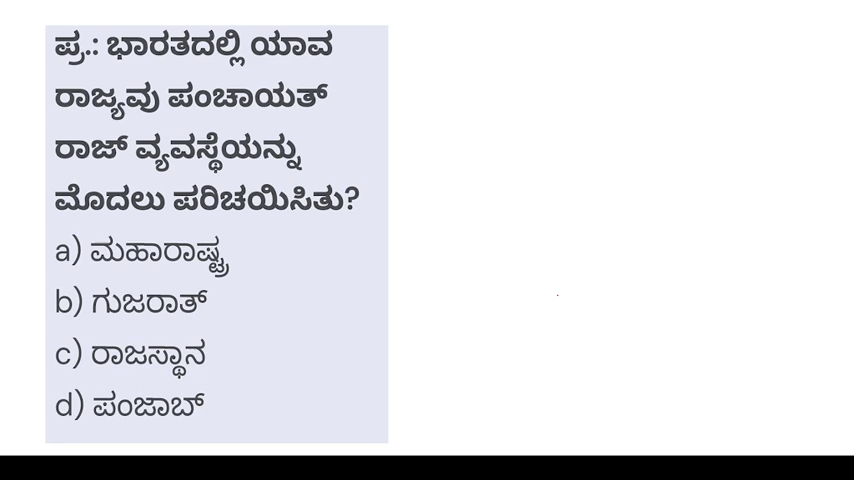 ಪ್ರ.: ಭಾರತದಲ್ಲಿ ಯಾವ
ರಾಜ್ಯವು ಪಂಚಾಯತ್
ರಾಜ್ ವ್ಯವಸ್ಥೆಯನ್ನು
ಮೊದಲು ಪರಿಚಯಿಸಿತು?
a) ಮಹಾರಾಷ್ಟ್ರ
b) ಗುಜರಾತ್
c) ರಾಜಸ್ಥಾನ
d) ಪಂಜಾಬ್